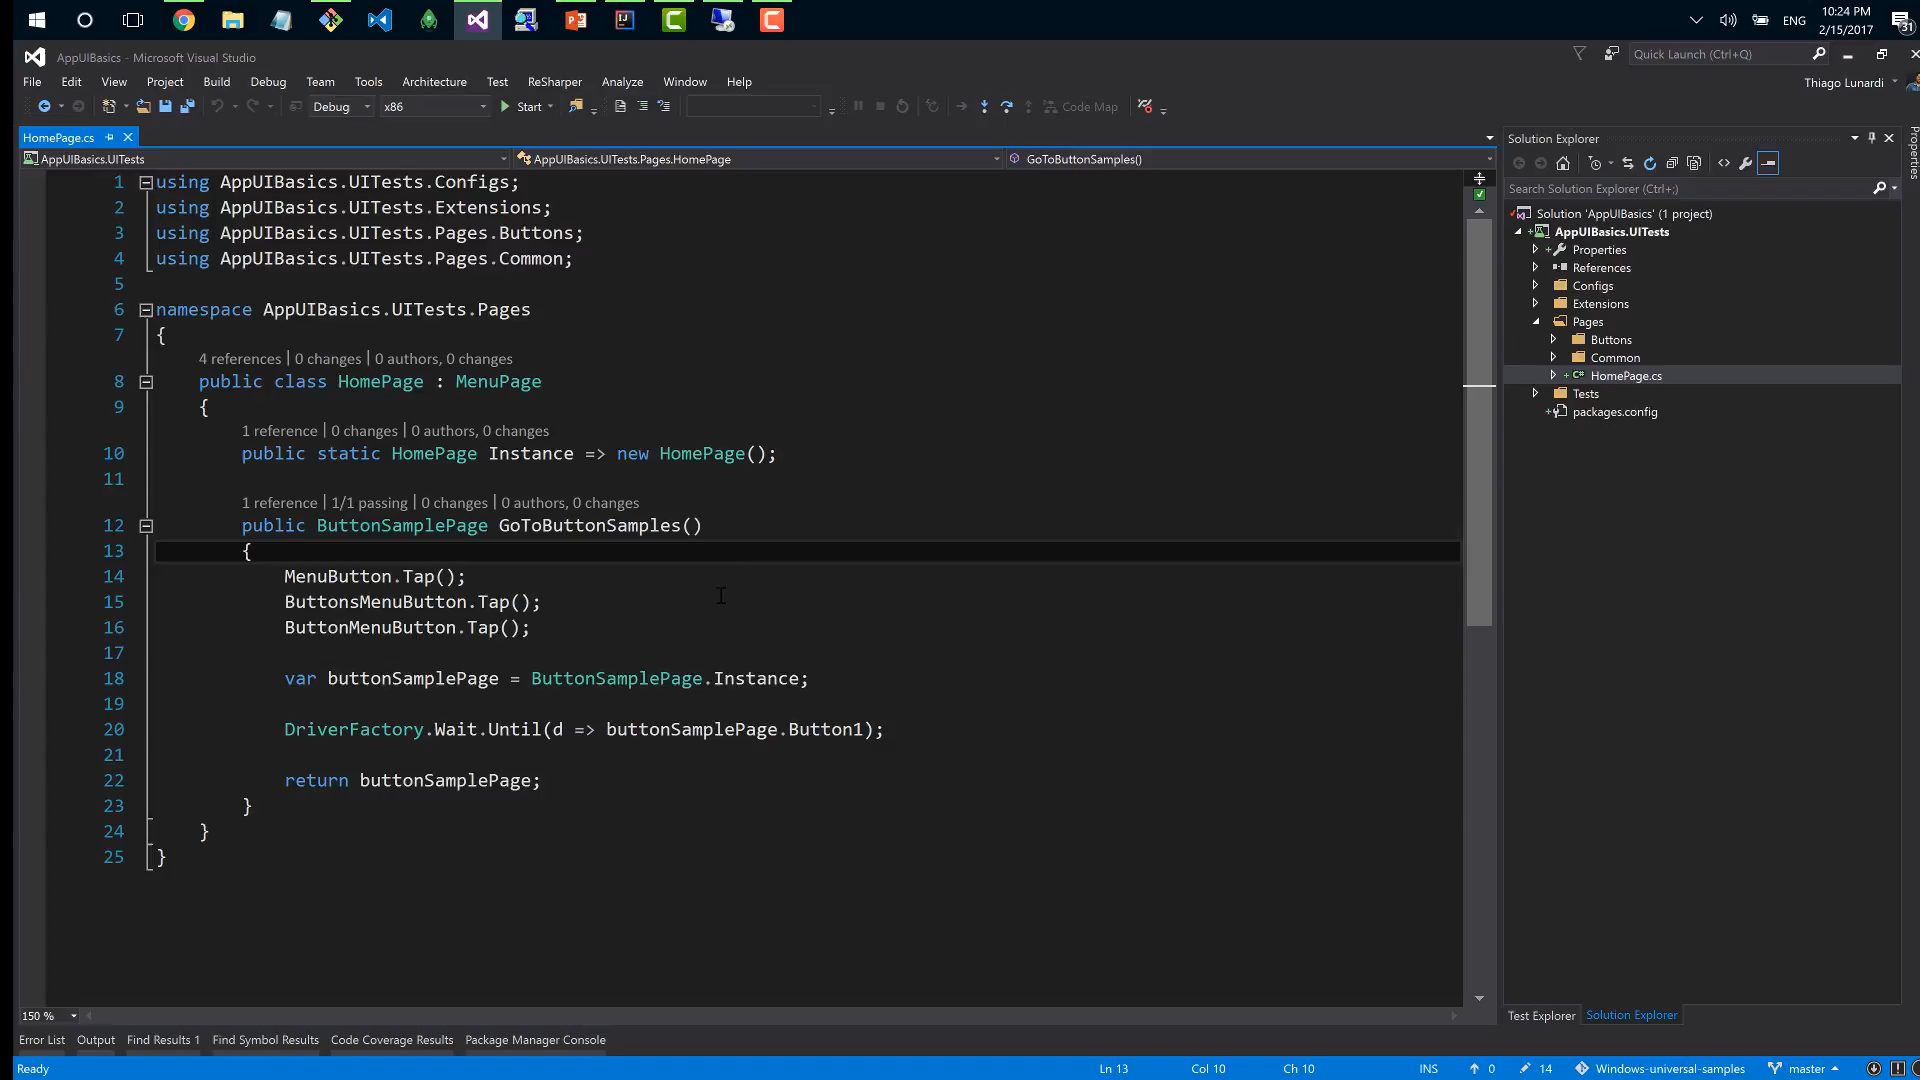 10:24 PM
ENG
2/15/2017
31
AppUIBasics - Microsoft Visual Studio
Quick Launch (Ctrl+Q)
File Edit View Project Build Debug Team Tools Architecture Test ReSharper Analyze Window Help
Thiago Lunardi
Debug x86 Start Code Map
HomePage.cs
AppUIBasics.UITests AppUIBasics.UITests.Pages.HomePage GoToButtonSamples()
1 using AppUIBasics.UITests.Configs;
2 using AppUIBasics.UITests.Extensions;
3 using AppUIBasics.UITests.Pages.Buttons;
4 using AppUIBasics.UITests.Pages.Common;
5
6 namespace AppUIBasics.UITests.Pages
7 {
4 references | 0 changes | 0 authors, 0 changes
8 public class HomePage : MenuPage
9 {
1 reference | 0 changes | 0 authors, 0 changes
10 public static HomePage Instance => new HomePage();
11
1 reference | 1/1 passing | 0 changes | 0 authors, 0 changes
12 public ButtonSamplePage GoToButtonSamples()
13 {
14 MenuButton.Tap();
15 ButtonsMenuButton.Tap();
16 ButtonMenuButton.Tap();
17
18 var buttonSamplePage = ButtonSamplePage.Instance;
19
20 DriverFactory.Wait.Until(d => buttonSamplePage.Button1);
21
22 return buttonSamplePage;
23 }
24 }
25 }
150 %
Solution Explorer
Search Solution Explorer (Ctrl+;)
Solution 'AppUIBasics' (1 project)
AppUIBasics.UITests
Properties
References
Configs
Extensions
Pages
Buttons
Common
C# HomePage.cs
Tests
packages.config
Test Explorer Solution Explorer
Properties
Error List Output Find Results 1 Find Symbol Results Code Coverage Results Package Manager Console
Ready Ln 13 Col 10 Ch 10 INS 0 14 Windows-universal-samples master